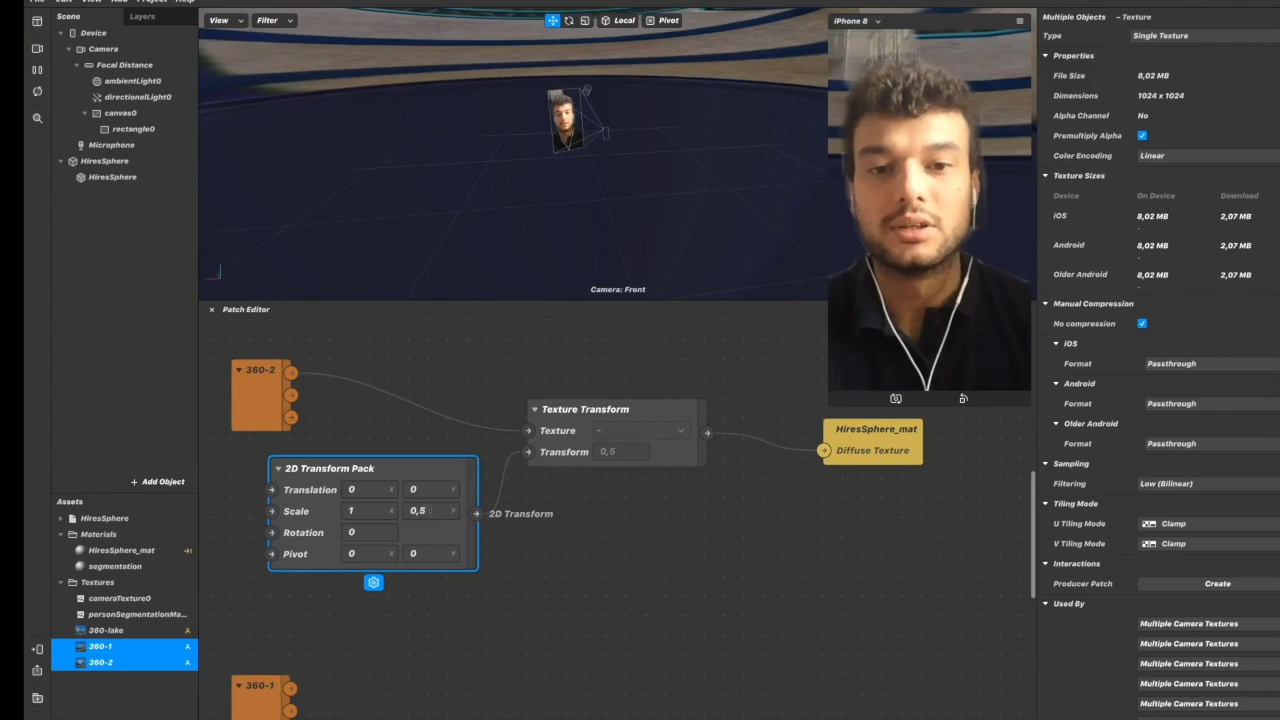 File Edit View Add Project Help
Scene
Layers
Device
Camera
Focal Distance
ambientLight0
directionalLight0
canvas0
rectangle0
Microphone
HiresSphere
HiresSphere
+ Add Object
Assets
HiresSphere
Materials
HiresSphere_mat
segmentation
Textures
cameraTexture0
personSegmentationMa...
360-lake A
360-1 A
360-2 A
View
Filter
Local
Pivot
Camera: Front
iPhone 8
× Patch Editor
360-2
2D Transform Pack
Translation 0 X 0 Y
Scale 1 X 0,5 Y
Rotation 0
Pivot 0 X 0 Y
2D Transform
Texture Transform
Texture -
Transform 0,5
HiresSphere_mat
Diffuse Texture
360-1
Multiple Objects - Texture
Type Single Texture
Properties
File Size 8,02 MB
Dimensions 1024 x 1024
Alpha Channel No
Premultiply Alpha
Color Encoding Linear
Texture Sizes
Device On Device Download
iOS 8,02 MB 2,07 MB
-
Android 8,02 MB 2,07 MB
-
Older Android 8,02 MB 2,07 MB
-
Manual Compression
No compression
iOS
Format Passthrough
Android
Format Passthrough
Older Android
Format Passthrough
Sampling
Filtering Low (Bilinear)
Tiling Mode
U Tiling Mode Clamp
V Tiling Mode Clamp
Interactions
Producer Patch Create
Used By
Multiple Camera Textures
Multiple Camera Textures
Multiple Camera Textures
Multiple Camera Textures
Multiple Camera Textures